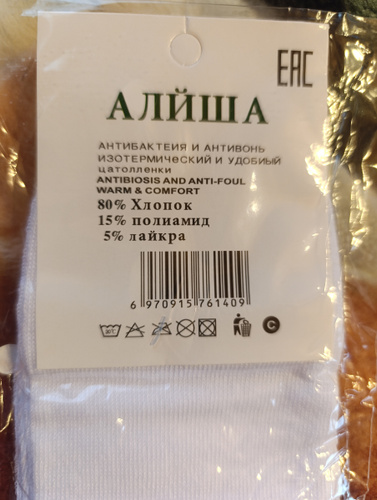 EAC
АЛЙША
АНТИБАКТЕИЯ И АНТИВОНЬ
ИЗОТЕРМИЧЕСКИЙ И УДОБИЫЙ
цатолленки
ANTIBIOSIS AND ANTI-FOUL
WARM & COMFORT
80% Хлопок
15% полиамид
5% лайкра
6 970915 761409
C